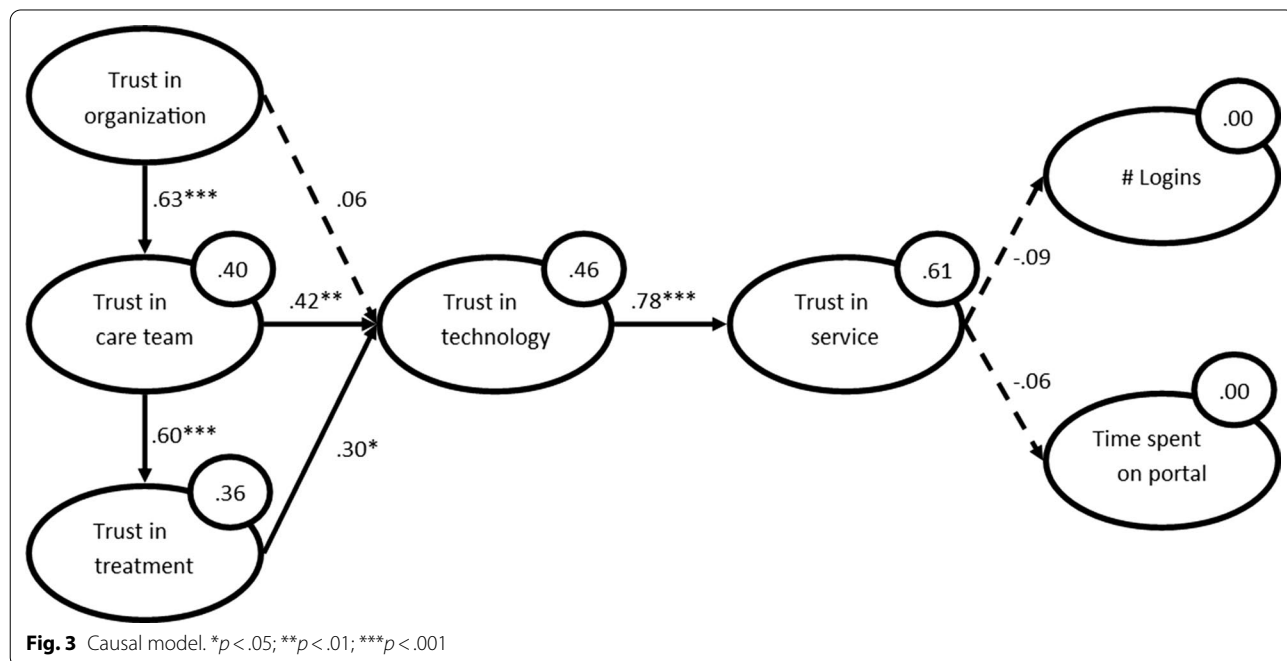 Trust in
organization
.63***
.06
Trust in
care team
.40
.42**
.60***
Trust in
treatment
.36
.30*
Trust in
technology
.46
.78***
Trust in
service
.61
-.09
-.06
# Logins
.00
Time spent
on portal
.00
Fig. 3 Causal model. *p < .05; **p < .01; ***p < .001